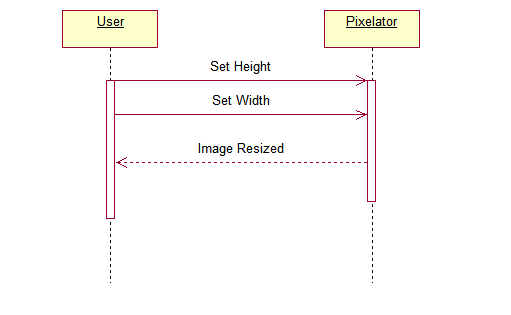 User
Pixelator
Set Height
Set Width
Image Resized